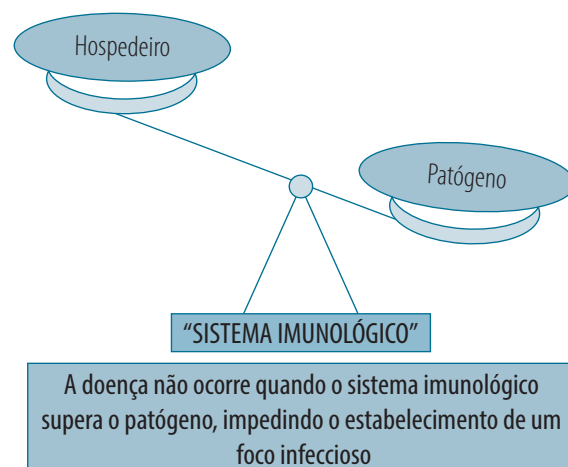 Hospedeiro
Patógeno
“SISTEMA IMUNOLÓGICO”
A doença não ocorre quando o sistema imunológico
supera o patógeno, impedindo o estabelecimento de um
foco infeccioso